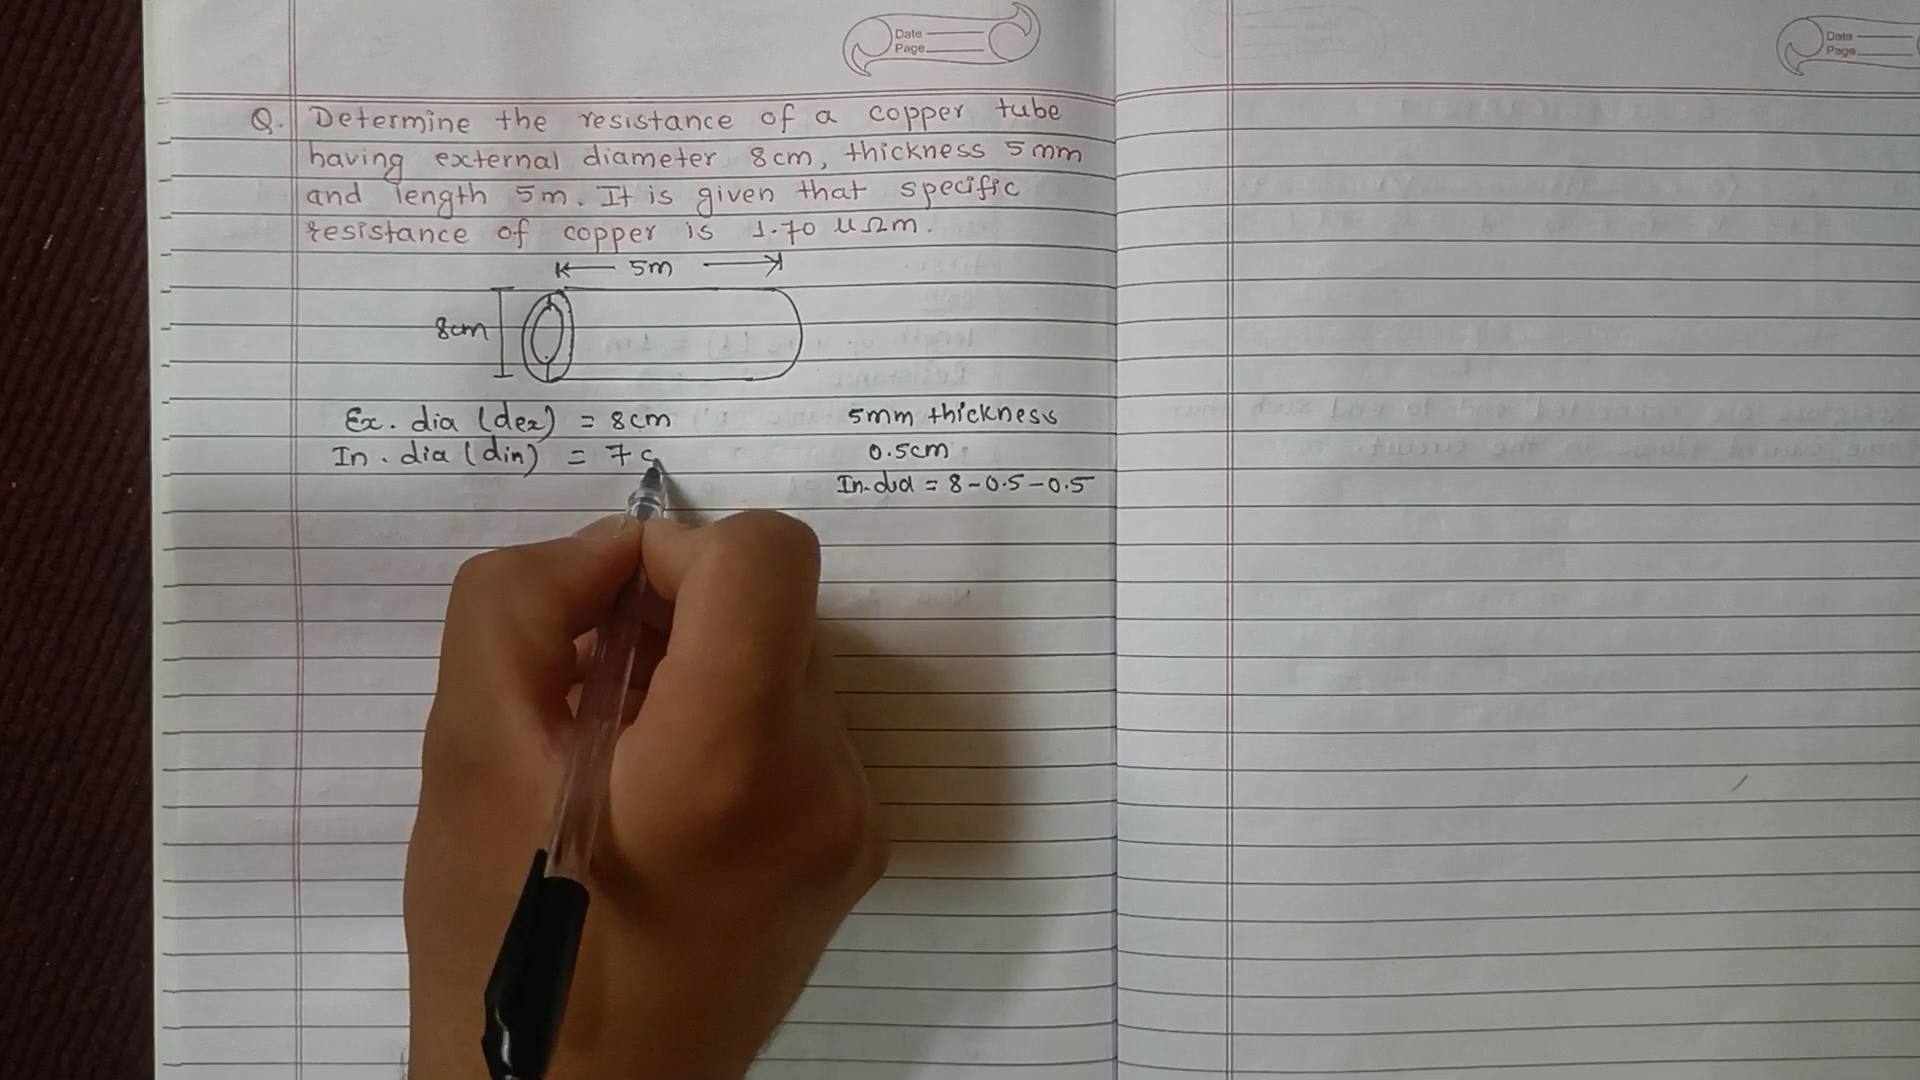 Date
Page
Date
Page
Q. Determine the resistance of a copper tube
having external diameter 8cm, thickness 5mm
and length 5m. It is given that specific
resistance of copper is 1.70 μΩm.
5m
8cm
Ex. dia (dex) = 8cm
In. dia (din) = 7 c
5mm thickness
0.5cm
In.dia = 8-0.5-0.5